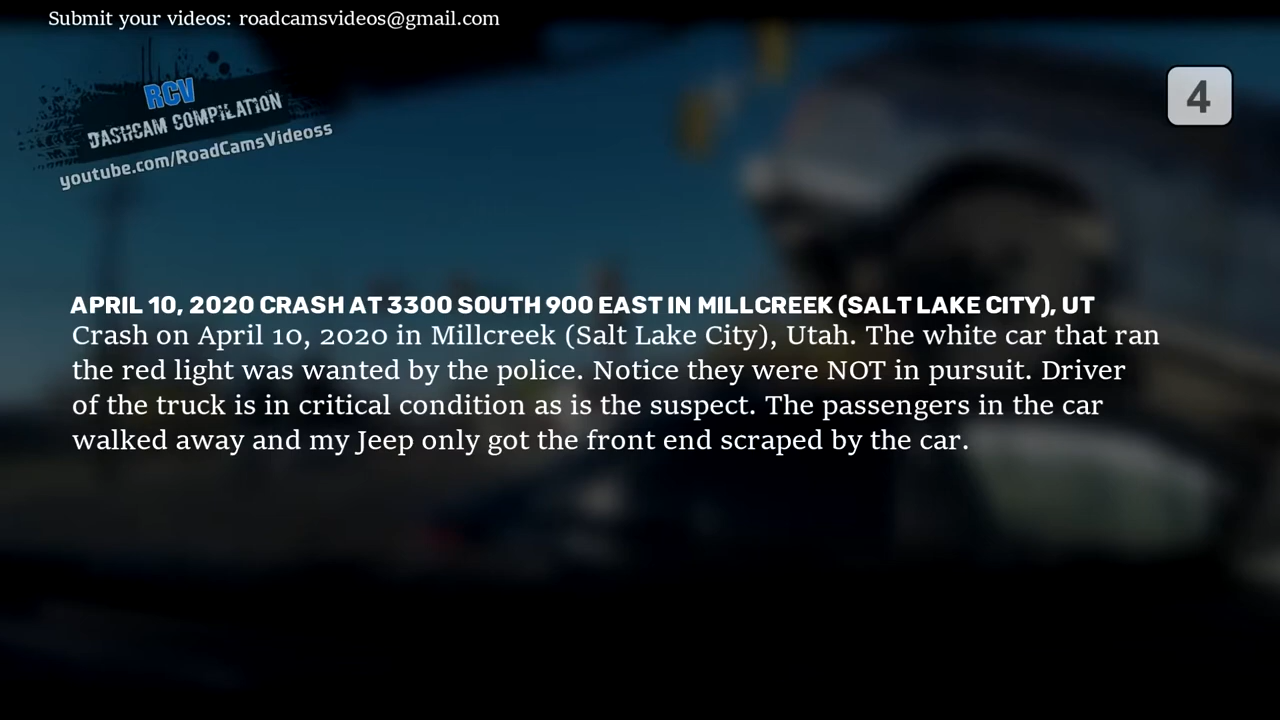 Submit your videos: roadcamsvideos@gmail.com
RCV
DASHCAM COMPILATION
youtube.com/RoadCamsVideoss
4
APRIL 10, 2020 CRASH AT 3300 SOUTH 900 EAST IN MILLCREEK (SALT LAKE CITY), UT
Crash on April 10, 2020 in Millcreek (Salt Lake City), Utah. The white car that ran
the red light was wanted by the police. Notice they were NOT in pursuit. Driver
of the truck is in critical condition as is the suspect. The passengers in the car
walked away and my Jeep only got the front end scraped by the car.